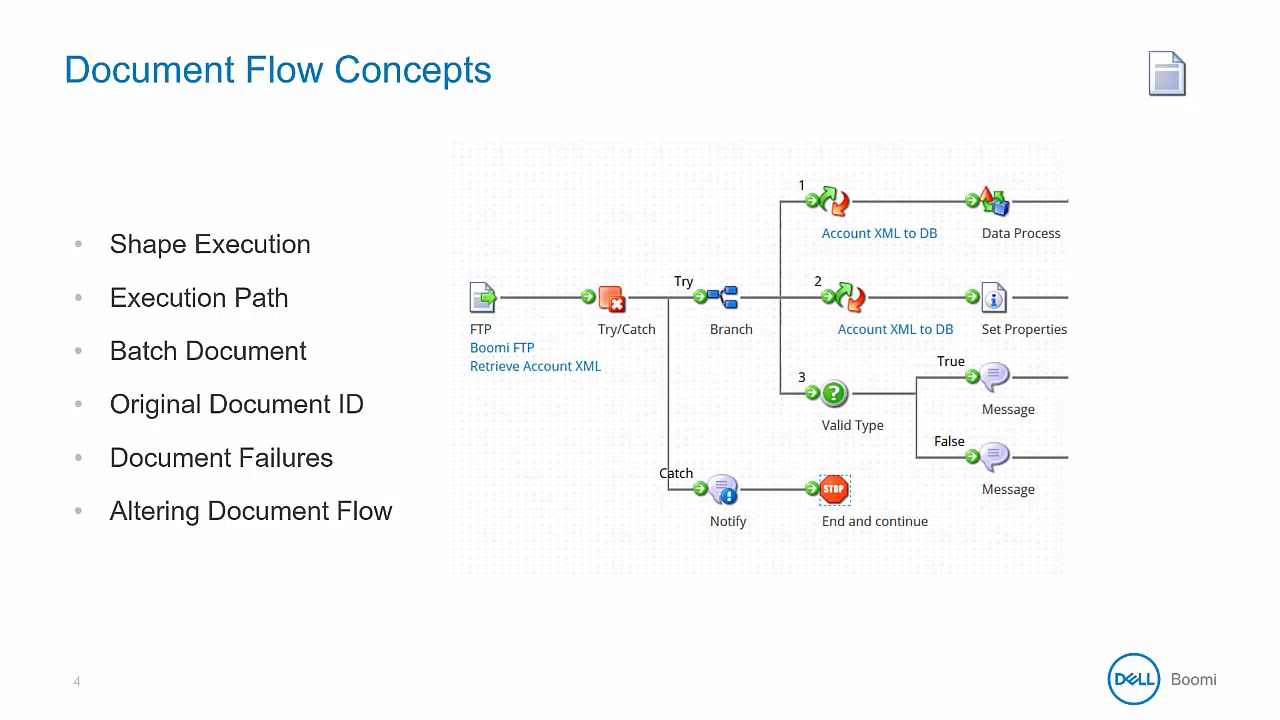 Document Flow Concepts
• Shape Execution
• Execution Path
• Batch Document
• Original Document ID
• Document Failures
• Altering Document Flow
1
Account XML to DB
Data Process
Try
2
FTP
Boomi FTP
Retrieve Account XML
Try/Catch
Branch
Account XML to DB
Set Properties
3
True
Valid Type
Message
False
Message
Catch
STOP
Notify
End and continue
4
DELL Boomi